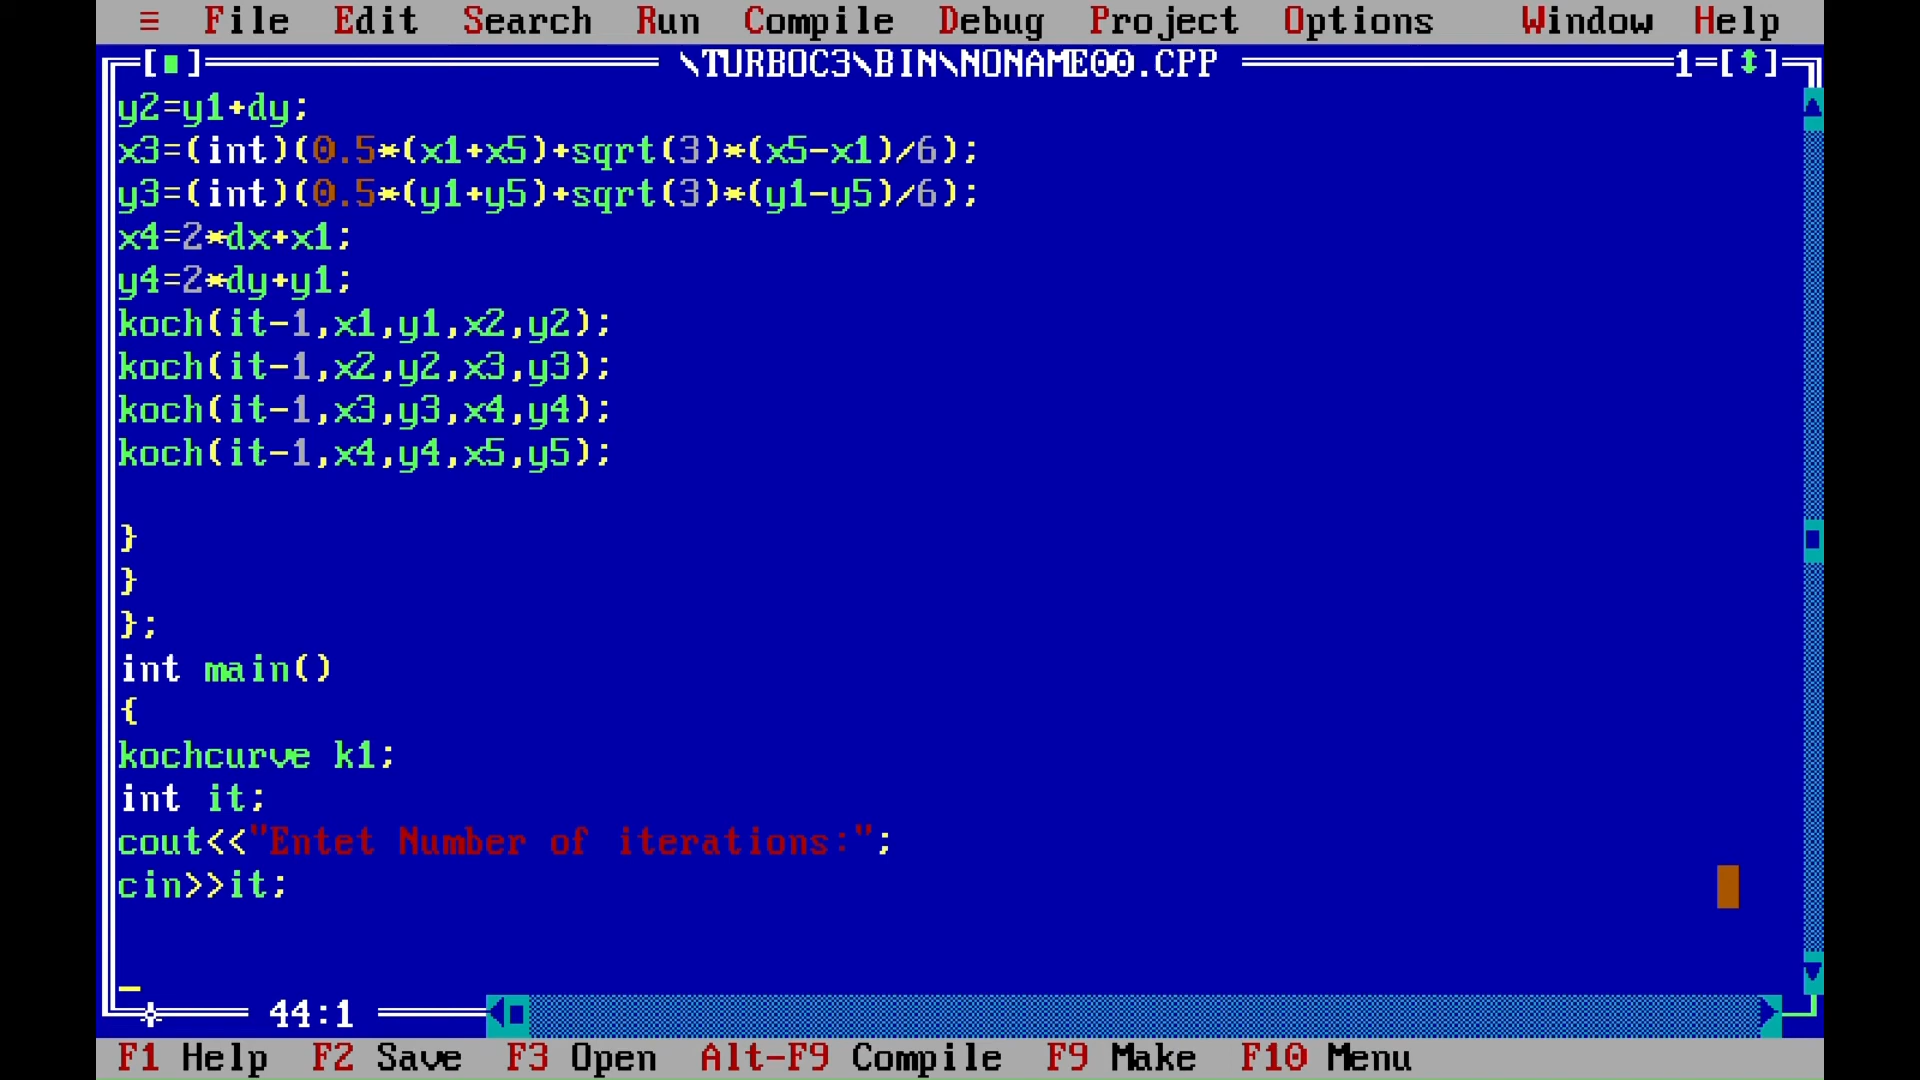 ≡ File Edit Search Run Compile Debug Project Options Window Help
[■] \TURBOC3\BIN\NONAME00.CPP 1=[↕]
y2=y1+dy;
x3=(int)(0.5*(x1+x5)+sqrt(3)*(x5-x1)/6);
y3=(int)(0.5*(y1+y5)+sqrt(3)*(y1-y5)/6);
x4=2*dx+x1;
y4=2*dy+y1;
koch(it-1,x1,y1,x2,y2);
koch(it-1,x2,y2,x3,y3);
koch(it-1,x3,y3,x4,y4);
koch(it-1,x4,y4,x5,y5);
}
}
};
int main()
{
kochcurve k1;
int it;
cout<<"Entet Number of iterations:";
cin>>it;
44:1
F1 Help F2 Save F3 Open Alt-F9 Compile F9 Make F10 Menu